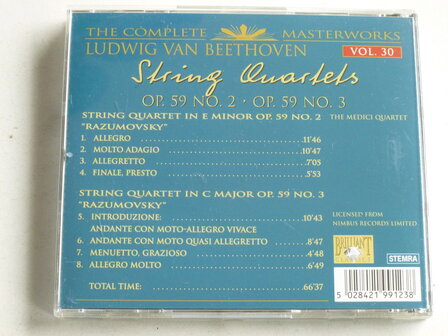 THE COMPLETE MASTERWORKS
LUDWIG VAN BEETHOVEN VOL. 30
String Quartets
OP. 59 NO. 2 · OP. 59 NO. 3
STRING QUARTET IN E MINOR OP. 59 NO. 2 THE MEDICI QUARTET
"RAZUMOVSKY"
1. ALLEGRO 11'46
2. MOLTO ADAGIO 10'47
3. ALLEGRETTO 7'05
4. FINALE, PRESTO 5'53
STRING QUARTET IN C MAJOR OP. 59 NO. 3
"RAZUMOVSKY"
5. INTRODUZIONE: 10'43 LICENSED FROM
ANDANTE CON MOTO-ALLEGRO VIVACE NIMBUS RECORDS LIMITED
6. ANDANTE CON MOTO QUASI ALLEGRETTO 8'47
7. MENUETTO, GRAZIOSO 4'48
8. ALLEGRO MOLTO 6'49
BRILLIANT
STEMRA
TOTAL TIME: 66'37
5 028421 991238